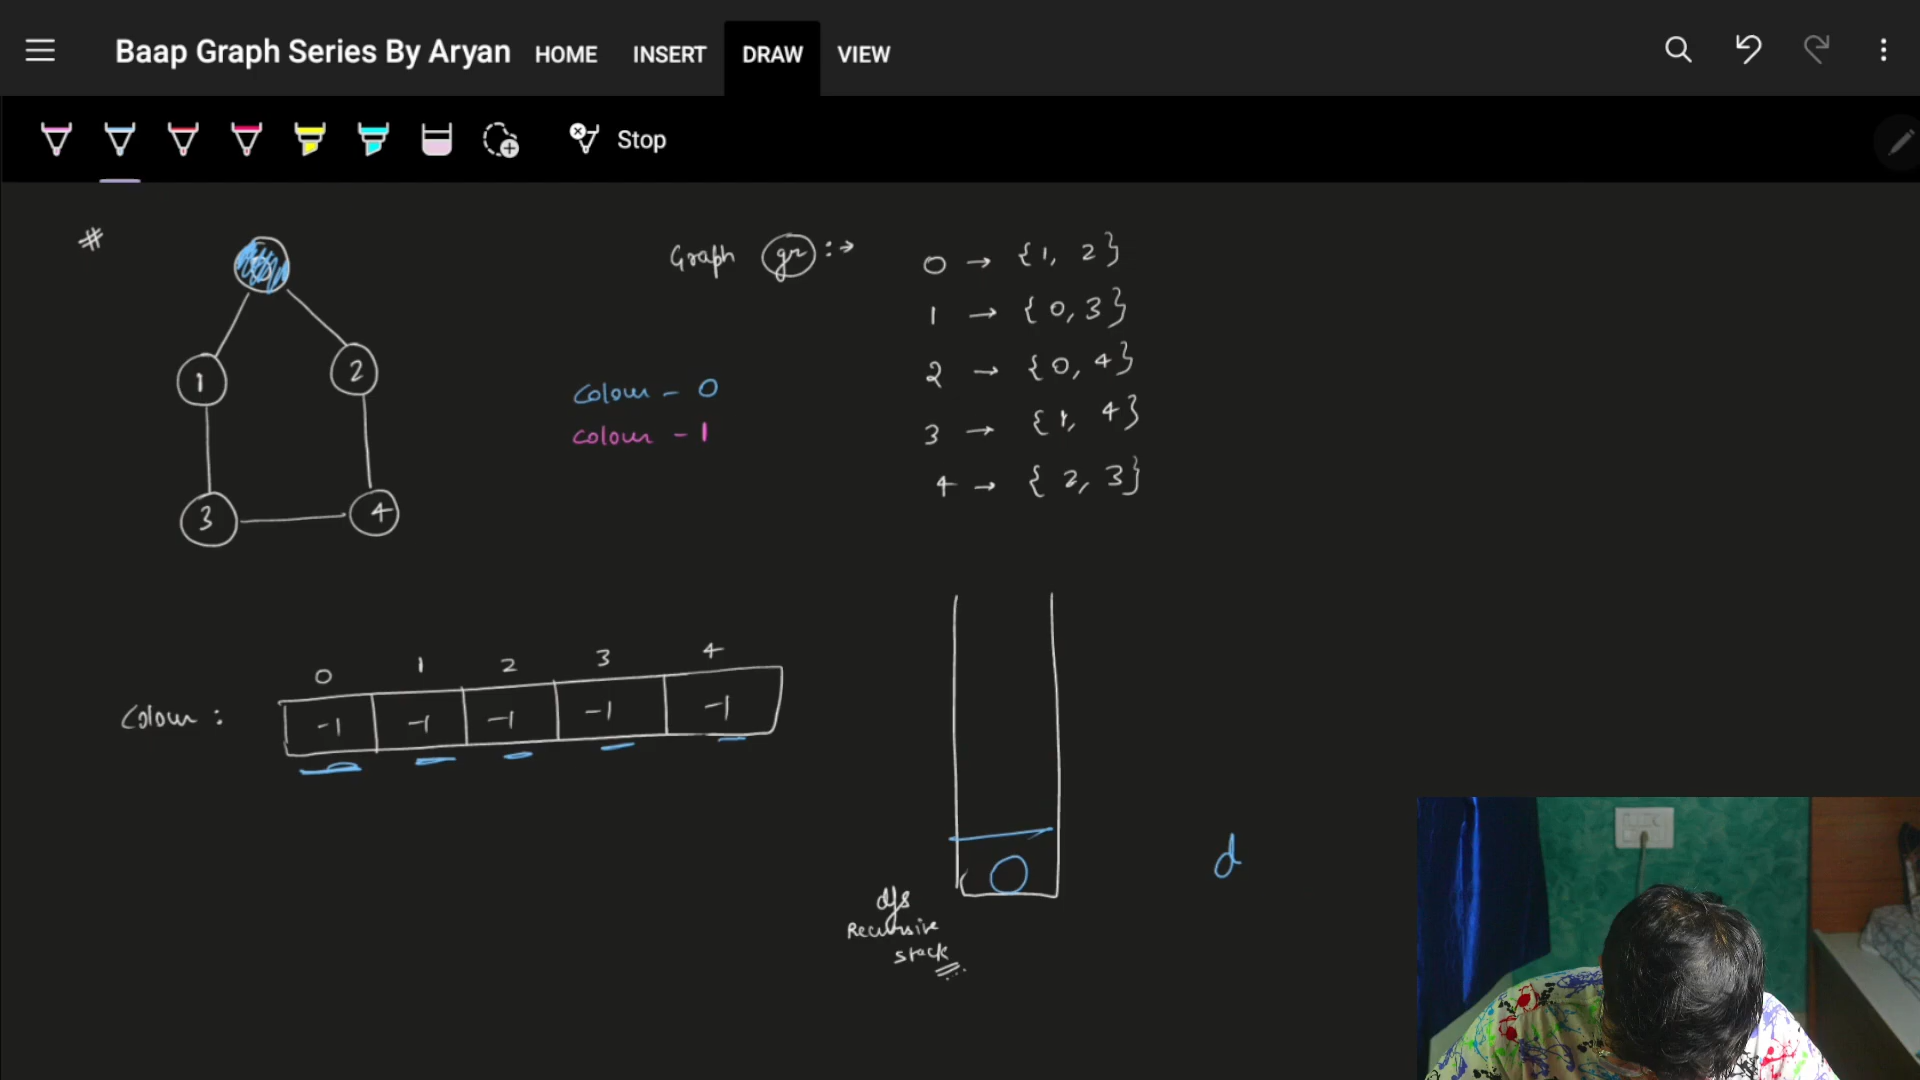 Baap Graph Series By Aryan HOME INSERT DRAW VIEW
Stop
#
Graph gr :→
0 → {1, 2}
1 → {0, 3}
2 → {0, 4}
3 → {1, 4}
4 → {2, 3}
1 2
3 4
Colour - 0
Colour - 1
0 1 2 3 4
Colour : -1 -1 -1 -1 -1
0
d
dfs
Recursive
stack